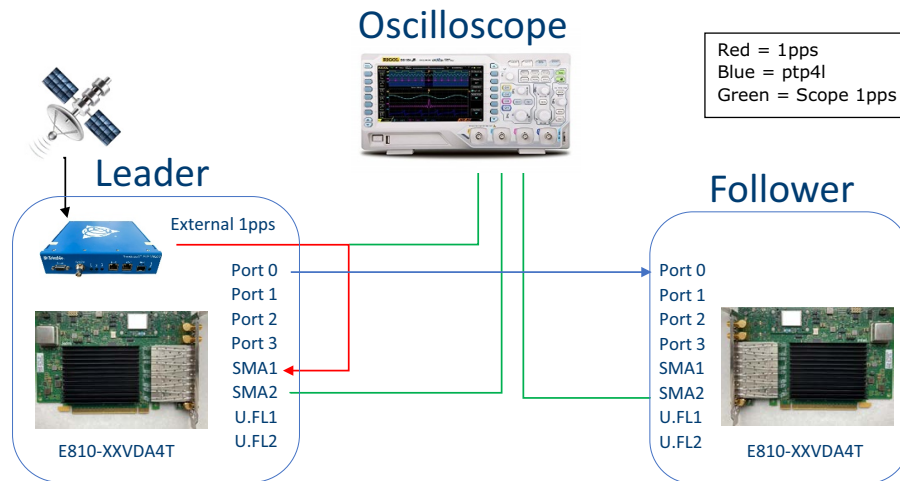 Oscilloscope
Red = 1pps
Blue = ptp4l
Green = Scope 1pps
RIGOL
Leader
External 1pps
Trimble
Port 0
Port 1
Port 2
Port 3
SMA1
SMA2
U.FL1
U.FL2
E810-XXVDA4T
Follower
Port 0
Port 1
Port 2
Port 3
SMA1
SMA2
U.FL1
U.FL2
E810-XXVDA4T